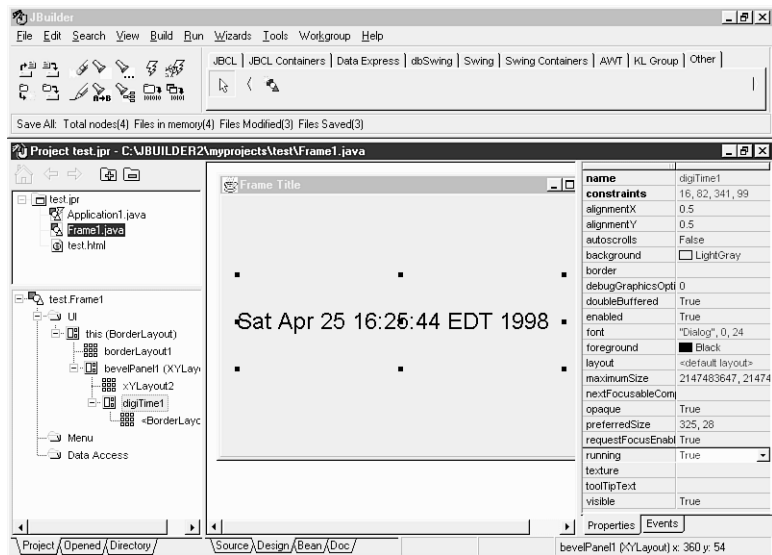 JBuilder
File Edit Search View Build Run Wizards Tools Workgroup Help
JBCL JBCL Containers Data Express dbSwing Swing Swing Containers AWT KL Group Other
Save All: Total nodes(4) Files in memory(4) Files Modified(3) Files Saved(3)
Project test.jpr - C:\JBUILDER2\myprojects\test\Frame1.java
test.jpr
Application1.java
Frame1.java
test.html
test.Frame1
UI
this (BorderLayout)
borderLayout1
bevelPanel1 (XYLay
XYLayout2
digiTime1
<BorderLayc
Menu
Data Access
Project Opened Directory
Frame Title
Sat Apr 25 16:25:44 EDT 1998
Source Design Bean Doc
name digiTime1
constraints 16, 82, 341, 99
alignmentX 0.5
alignmentY 0.5
autoscrolls False
background LightGray
border
debugGraphicsOpti 0
doubleBuffered True
enabled True
font "Dialog", 0, 24
foreground Black
layout <default layout>
maximumSize 2147483647, 21474
nextFocusableCom
opaque True
preferredSize 325, 28
requestFocusEnabl True
running True
texture
toolTipText
visible True
Properties Events
bevelPanel1 (XYLayout) x: 360 y: 54